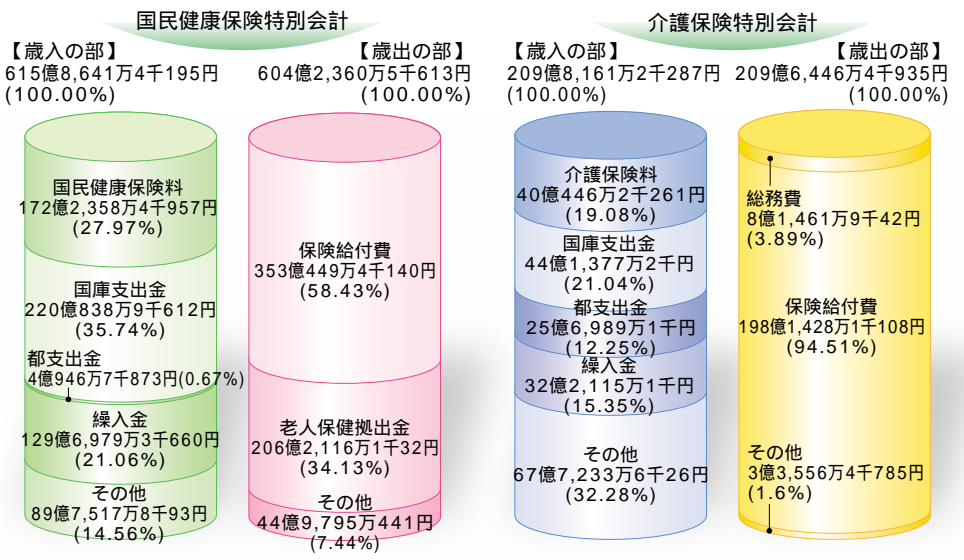 国民健康保険特別会計
【歳入の部】
615億8,641万4千195円
(100.00%)
国民健康保険料
172億2,358万4千957円
(27.97%)
国庫支出金
220億838万9千612円
(35.74%)
都支出金
4億946万7千873円(0.67%)
繰入金
129億6,979万3千660円
(21.06%)
その他
89億7,517万8千93円
(14.56%)
【歳出の部】
604億2,360万5千613円
(100.00%)
保険給付費
353億449万4千140円
(58.43%)
老人保健拠出金
206億2,116万1千32円
(34.13%)
その他
44億9,795万441円
(7.44%)
介護保険特別会計
【歳入の部】
209億8,161万2千287円
(100.00%)
介護保険料
40億446万2千261円
(19.08%)
国庫支出金
44億1,377万2千円
(21.04%)
都支出金
25億6,989万1千円
(12.25%)
繰入金
32億2,115万1千円
(15.35%)
その他
67億7,233万6千26円
(32.28%)
【歳出の部】
209億6,446万4千935円
(100.00%)
総務費
8億1,461万9千42円
(3.89%)
保険給付費
198億1,428万1千108円
(94.51%)
その他
3億3,556万4千785円
(1.6%)